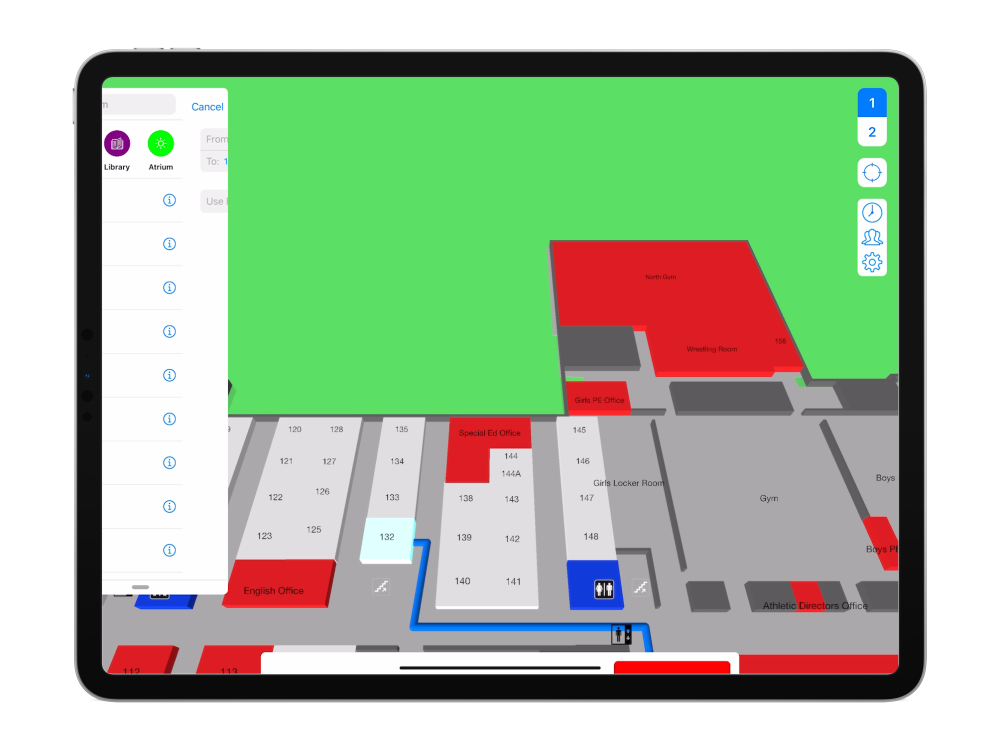 Cancel
From
To: 1
Use
Library
Atrium
1
2
North Gym
Wrestling Room
158
Girls PE Office
120
128
135
Special Ed Office
145
121
127
134
144
146
144A
Girls Locker Room
Boys
122
126
133
138
143
147
Gym
123
125
132
139
142
148
Boys
English Office
140
141
Athletic Directors Office
112
113